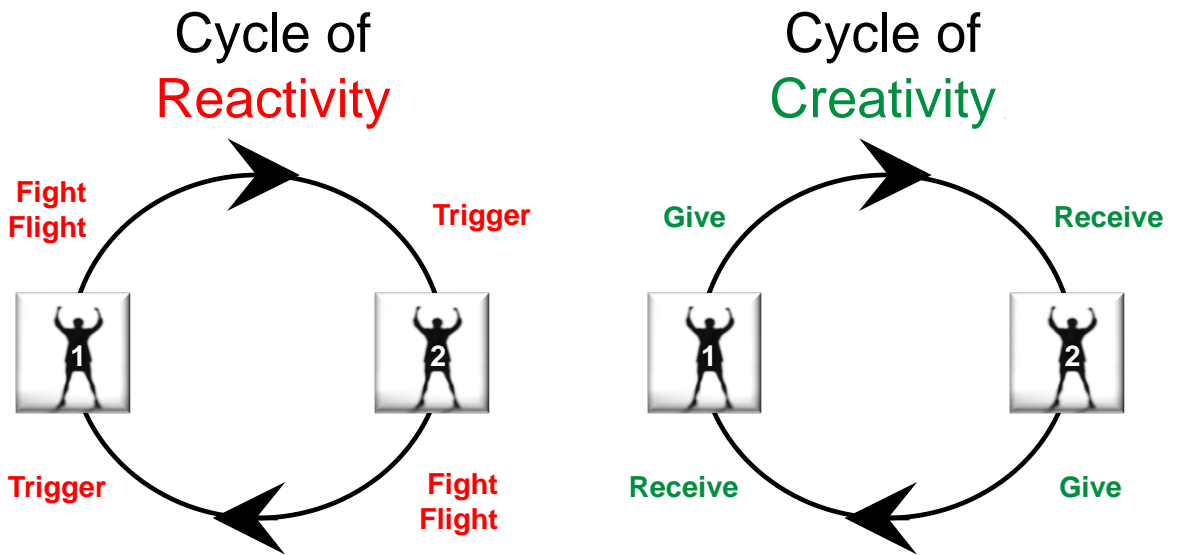 Cycle of
Reactivity
Fight
Flight
Trigger
1
2
Trigger
Fight
Flight
Cycle of
Creativity
Give
Receive
1
2
Receive
Give